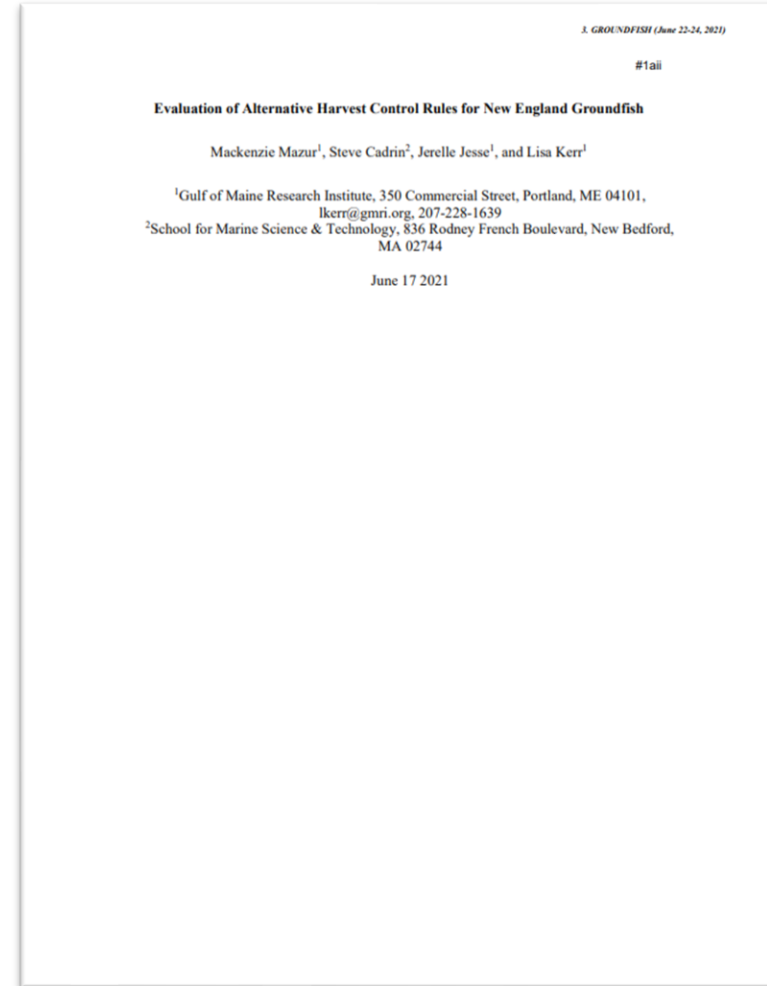 3. GROUNDFISH (June 22-24, 2021)
#1aii
Evaluation of Alternative Harvest Control Rules for New England Groundfish
Mackenzie Mazur¹, Steve Cadrin², Jerelle Jesse¹, and Lisa Kerr¹
¹Gulf of Maine Research Institute, 350 Commercial Street, Portland, ME 04101,
lkerr@gmri.org, 207-228-1639
²School for Marine Science & Technology, 836 Rodney French Boulevard, New Bedford,
MA 02744
June 17 2021